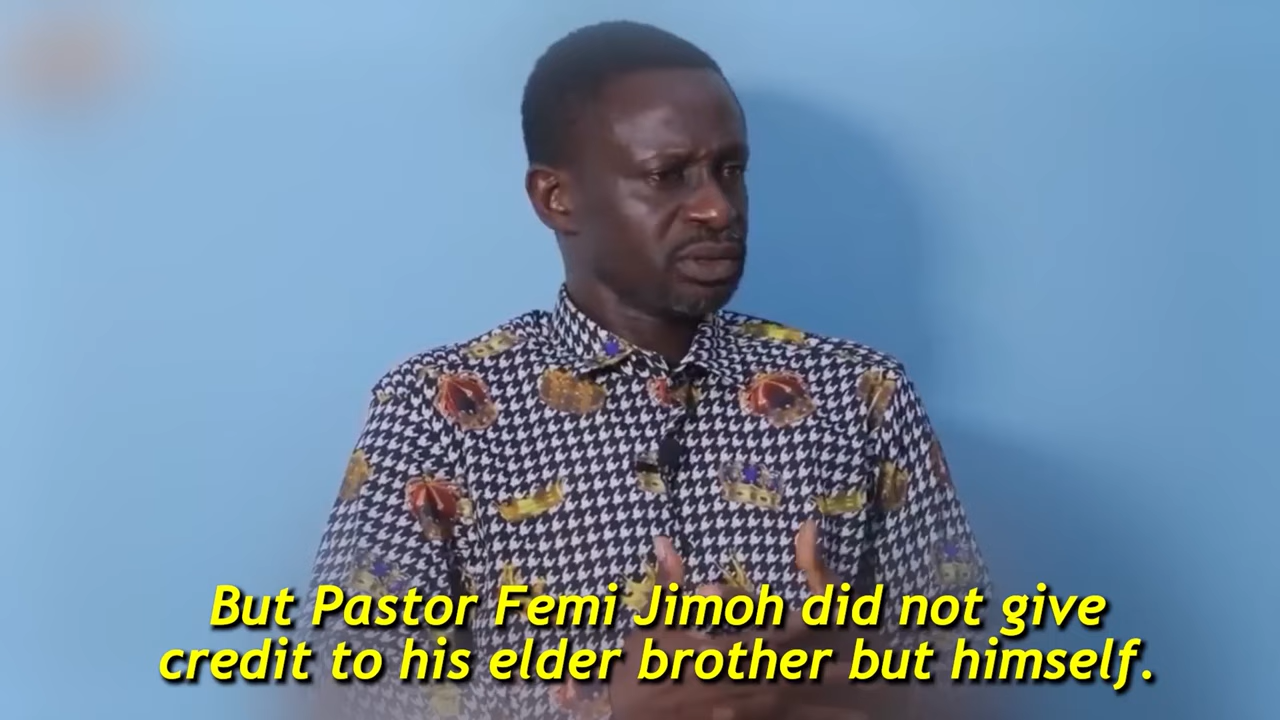 But Pastor Femi Jimoh did not give
credit to his elder brother but himself.